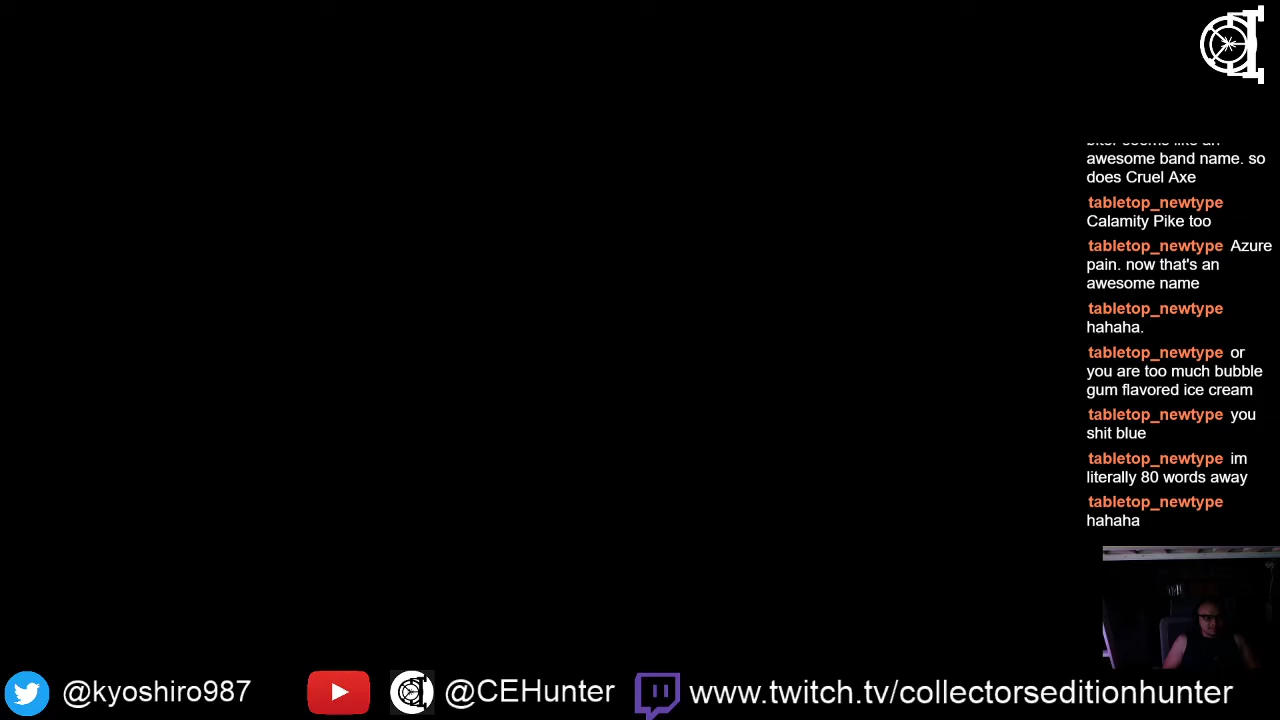 awesome band name. so
does Cruel Axe
tabletop_newtype
Calamity Pike too
tabletop_newtype Azure
pain. now that's an
awesome name
tabletop_newtype
hahaha.
tabletop_newtype or
you are too much bubble
gum flavored ice cream
tabletop_newtype you
shit blue
tabletop_newtype im
literally 80 words away
tabletop_newtype
hahaha
@kyoshiro987
@CEHunter
www.twitch.tv/collectorseditionhunter